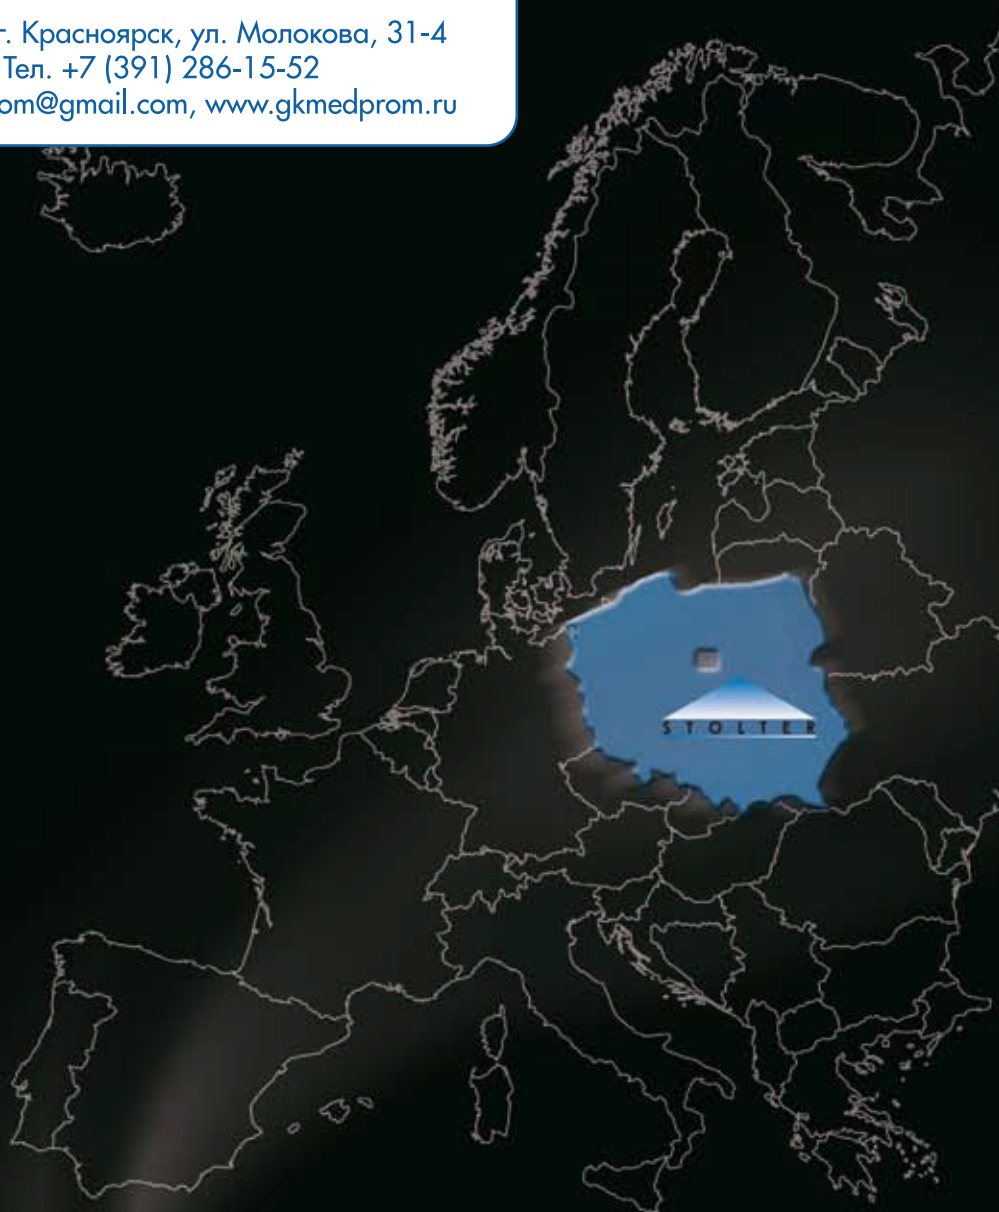 г. Красноярск, ул. Молокова, 31-4
Тел. +7 (391) 286-15-52
om@gmail.com, www.gkmedprom.ru
STOLTER